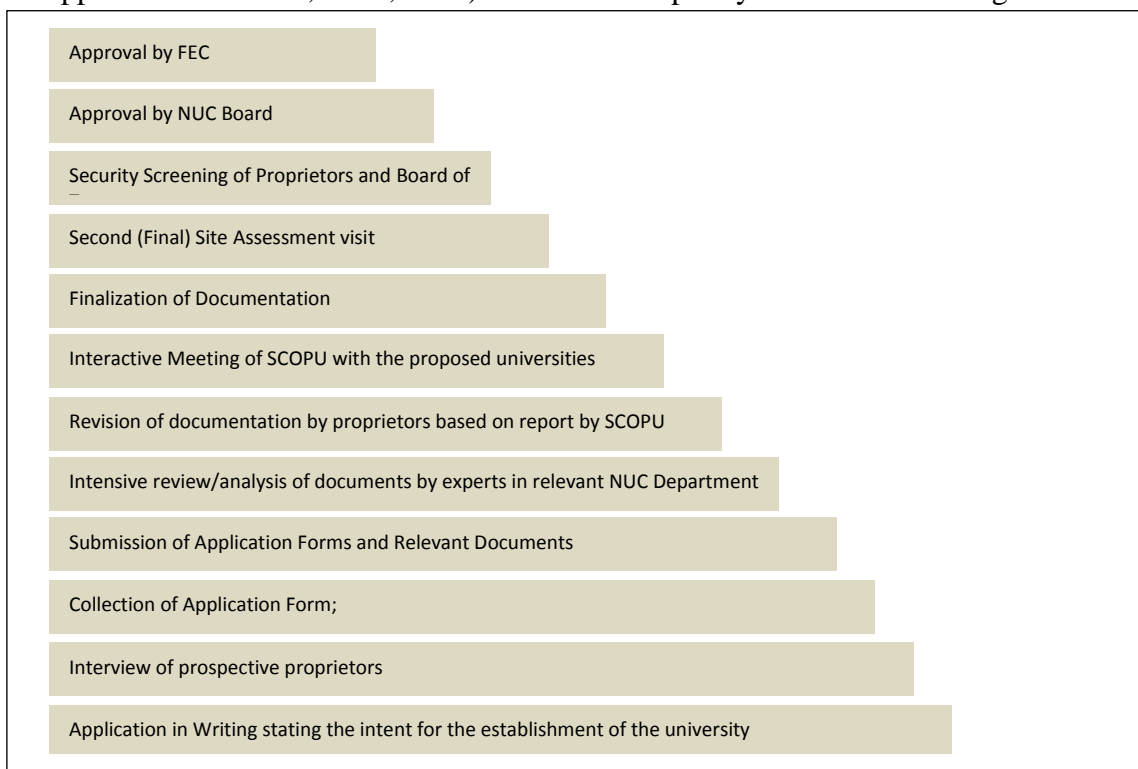 Approval by FEC
Approval by NUC Board
Security Screening of Proprietors and Board of
Second (Final) Site Assessment visit
Finalization of Documentation
Interactive Meeting of SCOPU with the proposed universities
Revision of documentation by proprietors based on report by SCOPU
Intensive review/analysis of documents by experts in relevant NUC Department
Submission of Application Forms and Relevant Documents
Collection of Application Form;
Interview of prospective proprietors
Application in Writing stating the intent for the establishment of the university